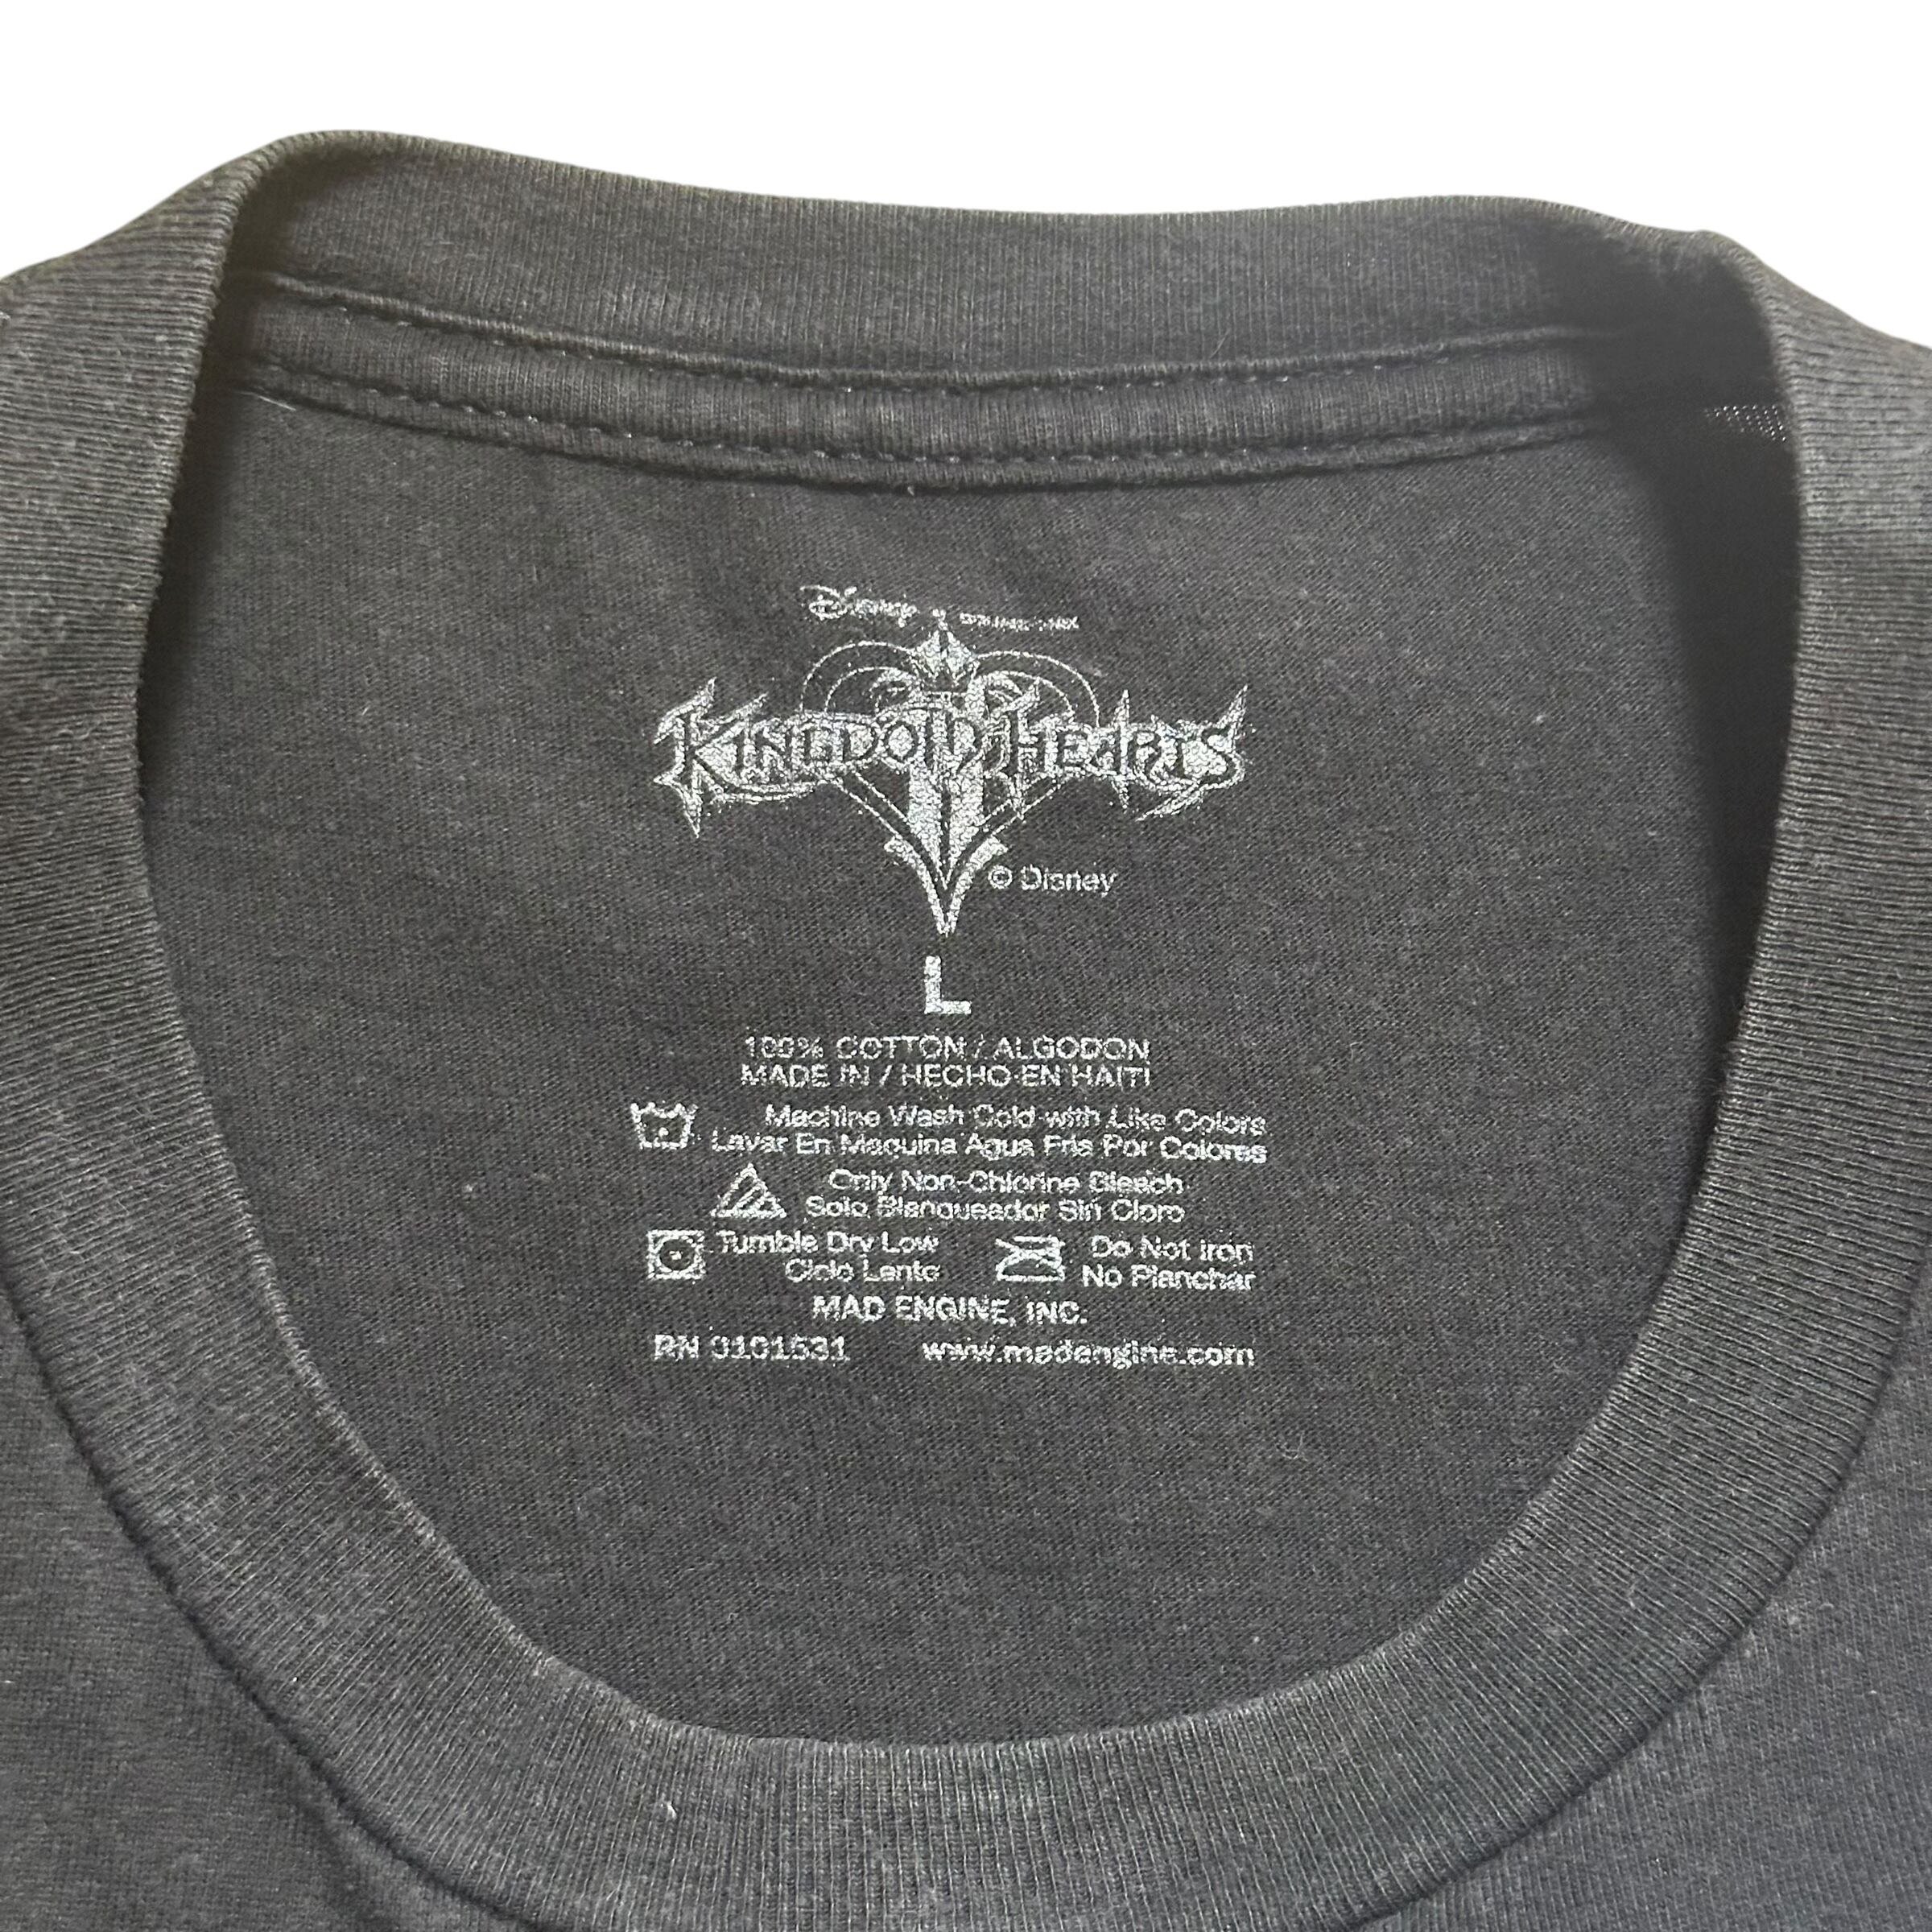 Disney SQUARE ENIX
KINGDOM HEARTS
© Disney
L
100% COTTON / ALGODON
MADE IN / HECHO EN HAITI
Machine Wash Cold with Like Colors
Lavar En Maquina Agua Fria Por Colores
Only Non-Chlorine Bleach
Solo Blanqueador Sin Cloro
Tumble Dry Low
Ciclo Lento
Do Not Iron
No Planchar
MAD ENGINE, INC.
RN 0101531 www.madengine.com